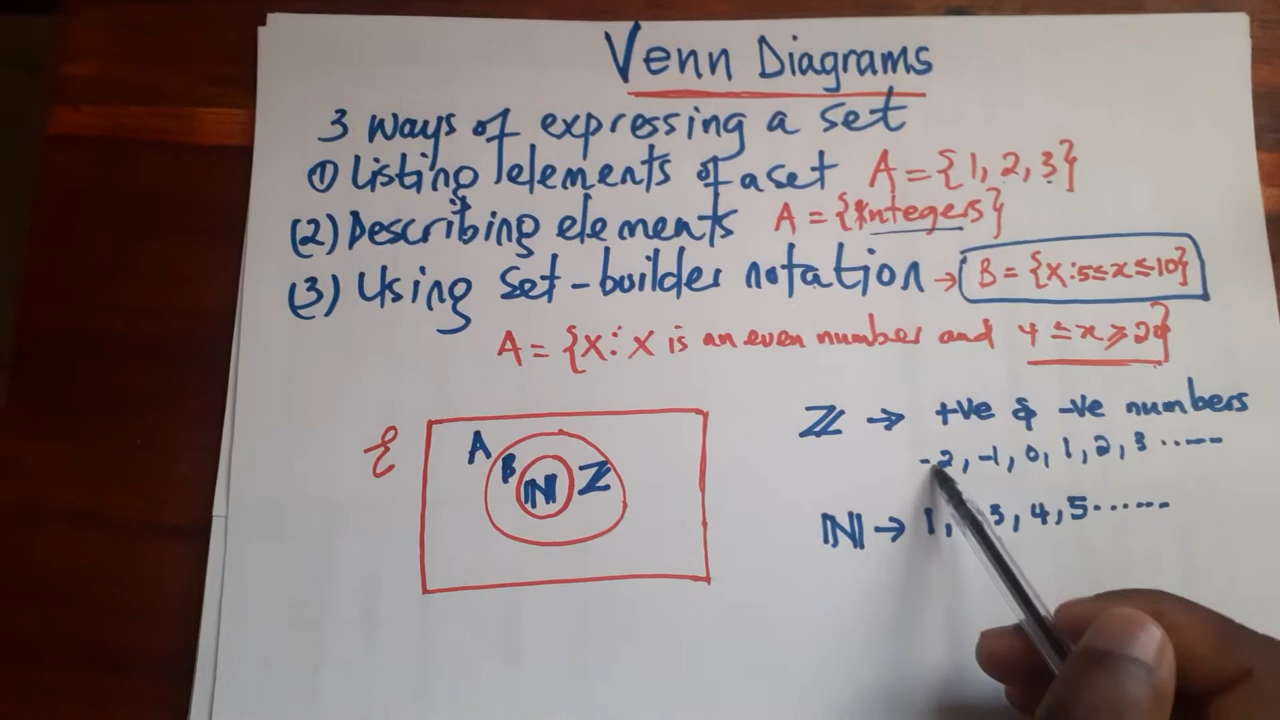 Venn Diagrams
3 ways of expressing a set
① Listing elements of a set A = {1, 2, 3}
(2) Describing elements A = {Integers}
(3) Using set-builder notation → B = {X:5≤x≤10}
A = {X:X is an even number and 4 ≤ x ≥ 20}
ℤ → +ve & -ve numbers
-2, -1, 0, 1, 2, 3 ......
ℕ → 1, 3, 4, 5 ......
ξ A B ℕ ℤ